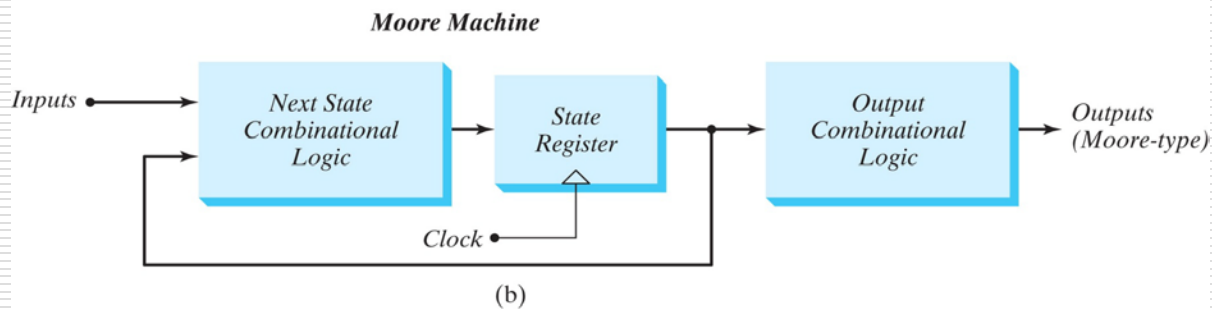 Moore Machine
Inputs
Next State
Combinational
Logic
State
Register
Output
Combinational
Logic
Outputs
(Moore-type)
Clock
(b)